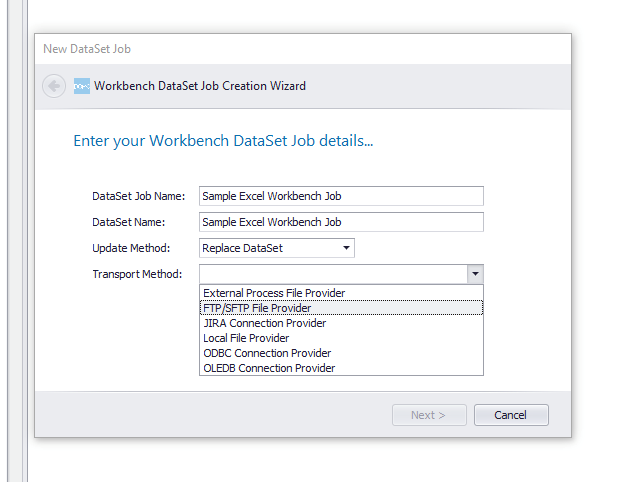 New DataSet Job
Workbench DataSet Job Creation Wizard
Enter your Workbench DataSet Job details...
DataSet Job Name: Sample Excel Workbench Job
DataSet Name: Sample Excel Workbench Job
Update Method: Replace DataSet
Transport Method:
External Process File Provider
FTP/SFTP File Provider
JIRA Connection Provider
Local File Provider
ODBC Connection Provider
OLEDB Connection Provider
Next > Cancel